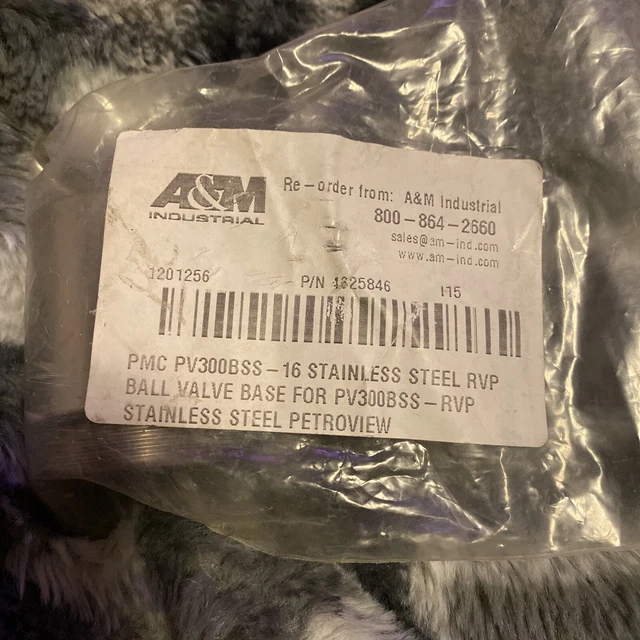 A&M
INDUSTRIAL
Re-order from: A&M Industrial
800-864-2660
sales@am-ind.com
www.am-ind.com
1201256 P/N 4625846 I15
PMC PV300BSS-16 STAINLESS STEEL RVP
BALL VALVE BASE FOR PV300BSS-RVP
STAINLESS STEEL PETROVIEW